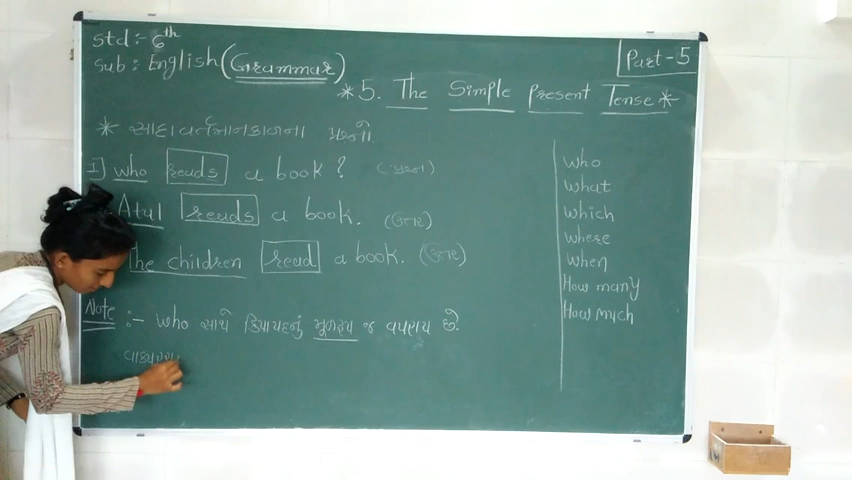 Std :- 6th
Sub : English (Grammar)
Part-5
* 5. The Simple Present Tense *
* સાદા વર્તમાનકાળના પ્રશ્નો.
I] who reads a book? (પ્રશ્ન)
Atul reads a book. (ઉત્તર)
The children read a book. (ઉત્તર)
Note :- who સાથે ક્રિયાપદનું મૂળરૂપ જ વપરાય છે.
who
what
which
where
when
How many
How much